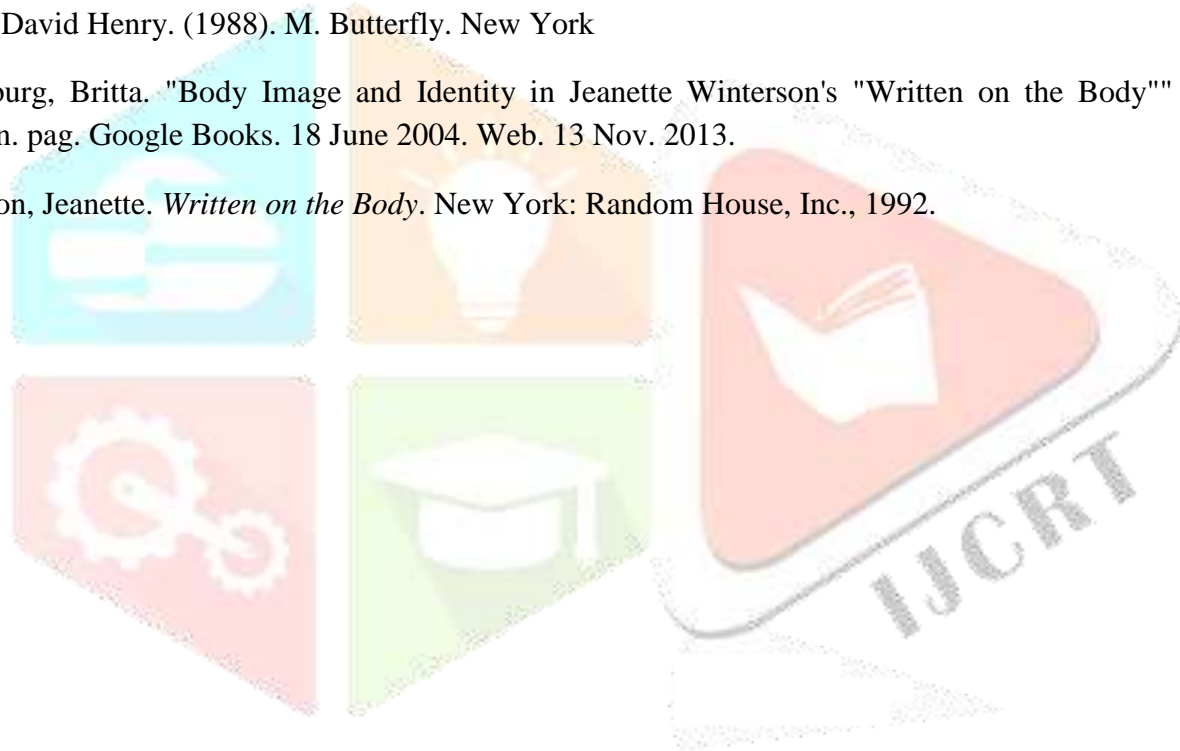 David Henry. (1988). M. Butterfly. New York
burg, Britta. "Body Image and Identity in Jeanette Winterson's "Written on the Body""
n. pag. Google Books. 18 June 2004. Web. 13 Nov. 2013.
on, Jeanette. Written on the Body. New York: Random House, Inc., 1992.
IJCRT